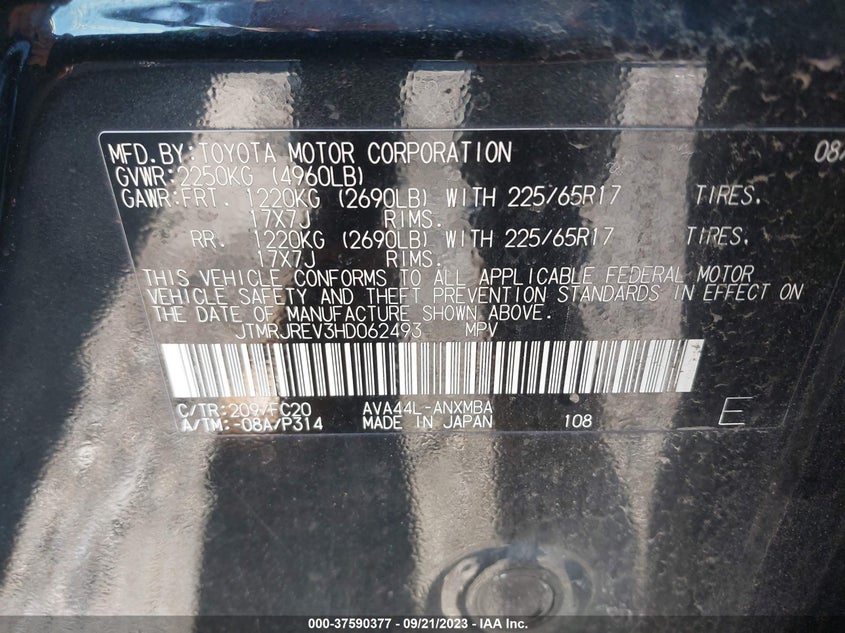 MFD.BY:TOYOTA MOTOR CORPORATION 08/
GVWR:2250KG (4960LB)
GAWR:FRT. 1220KG (2690LB) WITH 225/65R17 TIRES.
17X7J RIMS.
RR. 1220KG (2690LB) WITH 225/65R17 TIRES.
17X7J RIMS.
THIS VEHICLE CONFORMS TO ALL APPLICABLE FEDERAL MOTOR
VEHICLE SAFETY AND THEFT PREVENTION STANDARDS IN EFFECT ON
THE DATE OF MANUFACTURE SHOWN ABOVE.
JTMRJREV3HD062493 MPV
C/TR:209/FC20 AVA44L-ANXMBA
A/TM:-08A/P314 MADE IN JAPAN 108 E
000-37590377 - 09/21/2023 - IAA Inc.